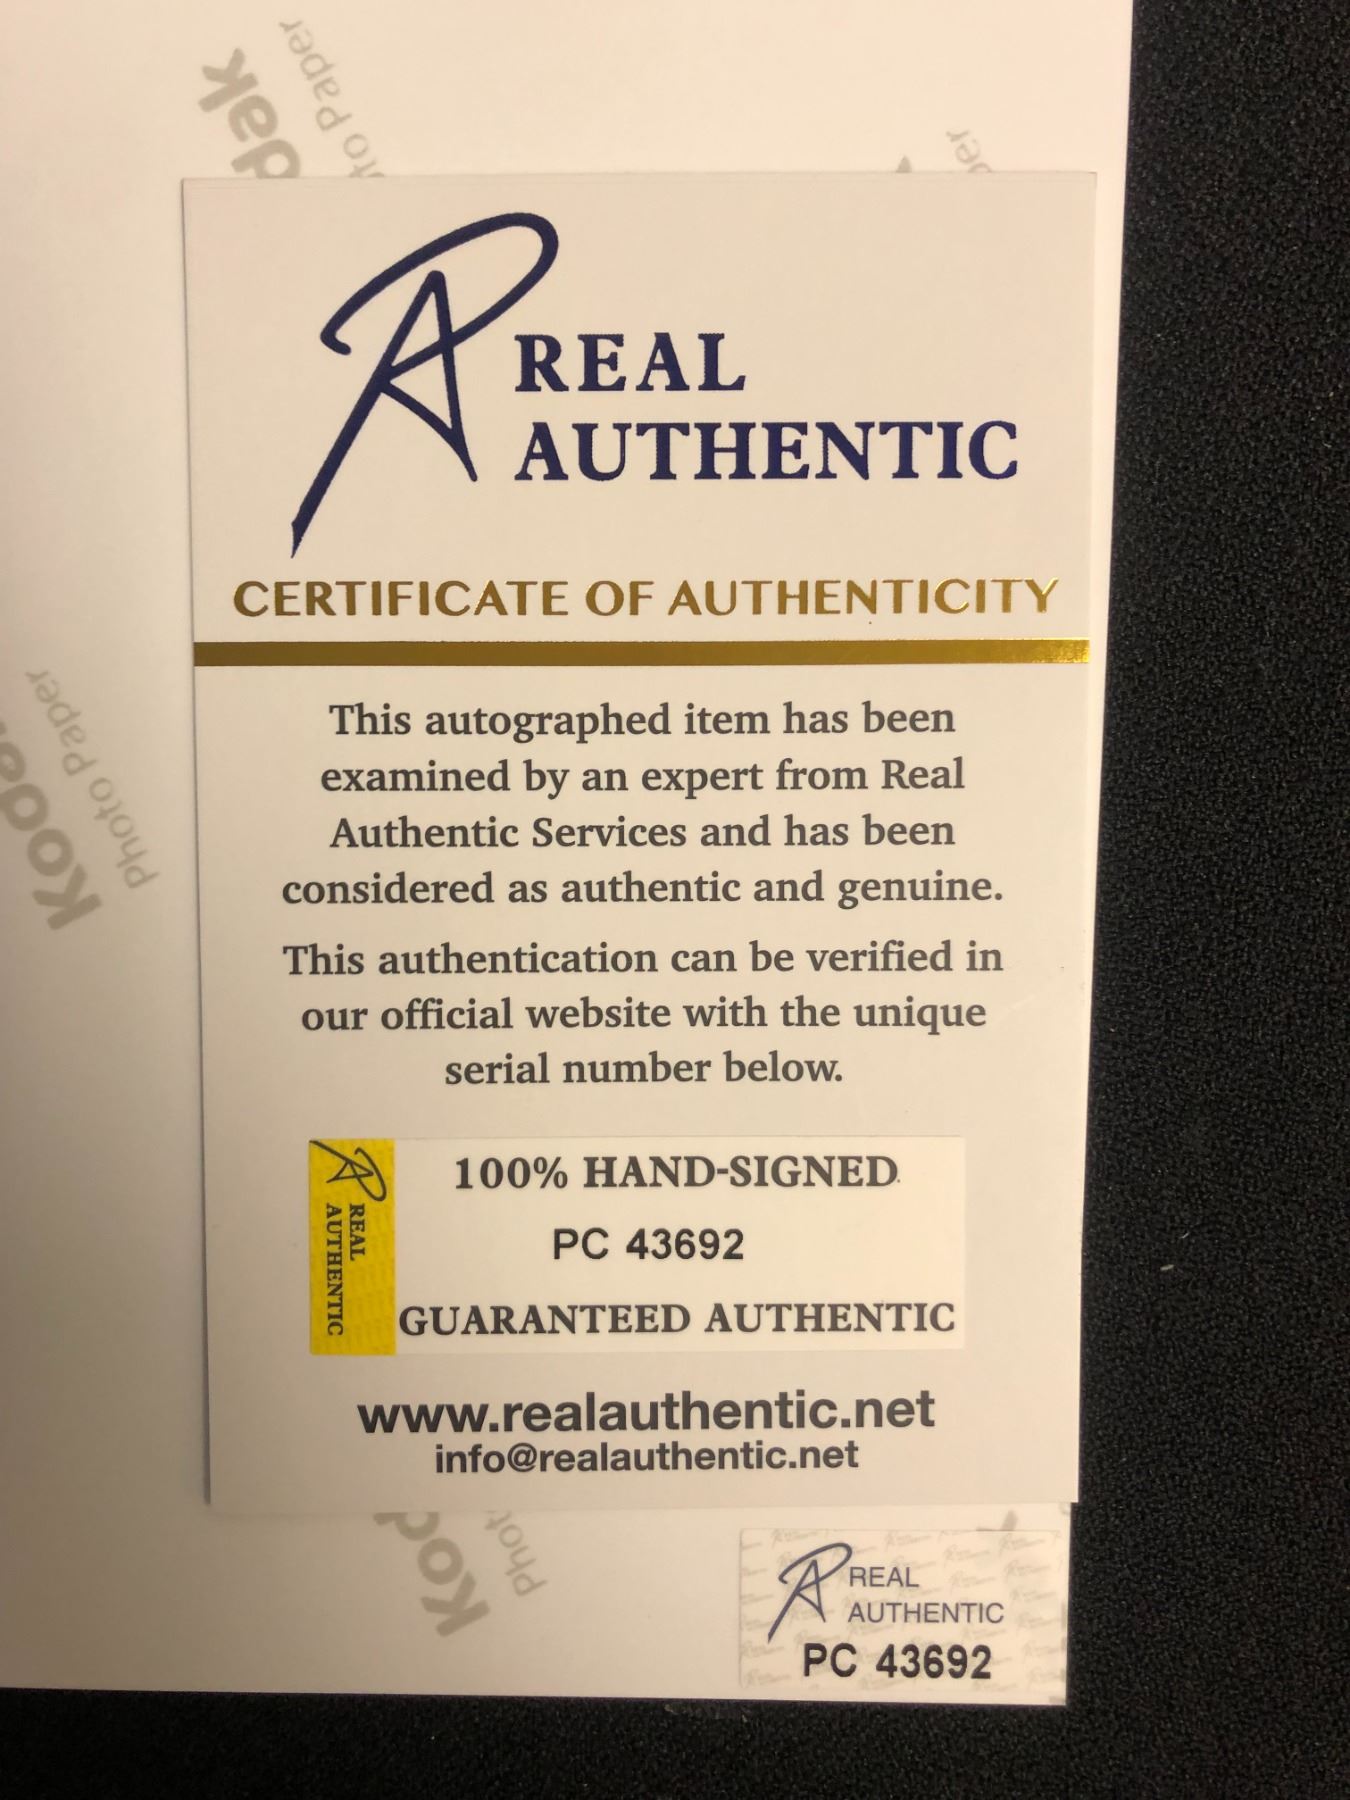 Kodak
Photo Paper
REAL
AUTHENTIC
CERTIFICATE OF AUTHENTICITY
This autographed item has been
examined by an expert from Real
Authentic Services and has been
considered as authentic and genuine.
This authentication can be verified in
our official website with the unique
serial number below.
REAL
AUTHENTIC
100% HAND-SIGNED
PC 43692
GUARANTEED AUTHENTIC
www.realauthentic.net
info@realauthentic.net
REAL
AUTHENTIC
PC 43692